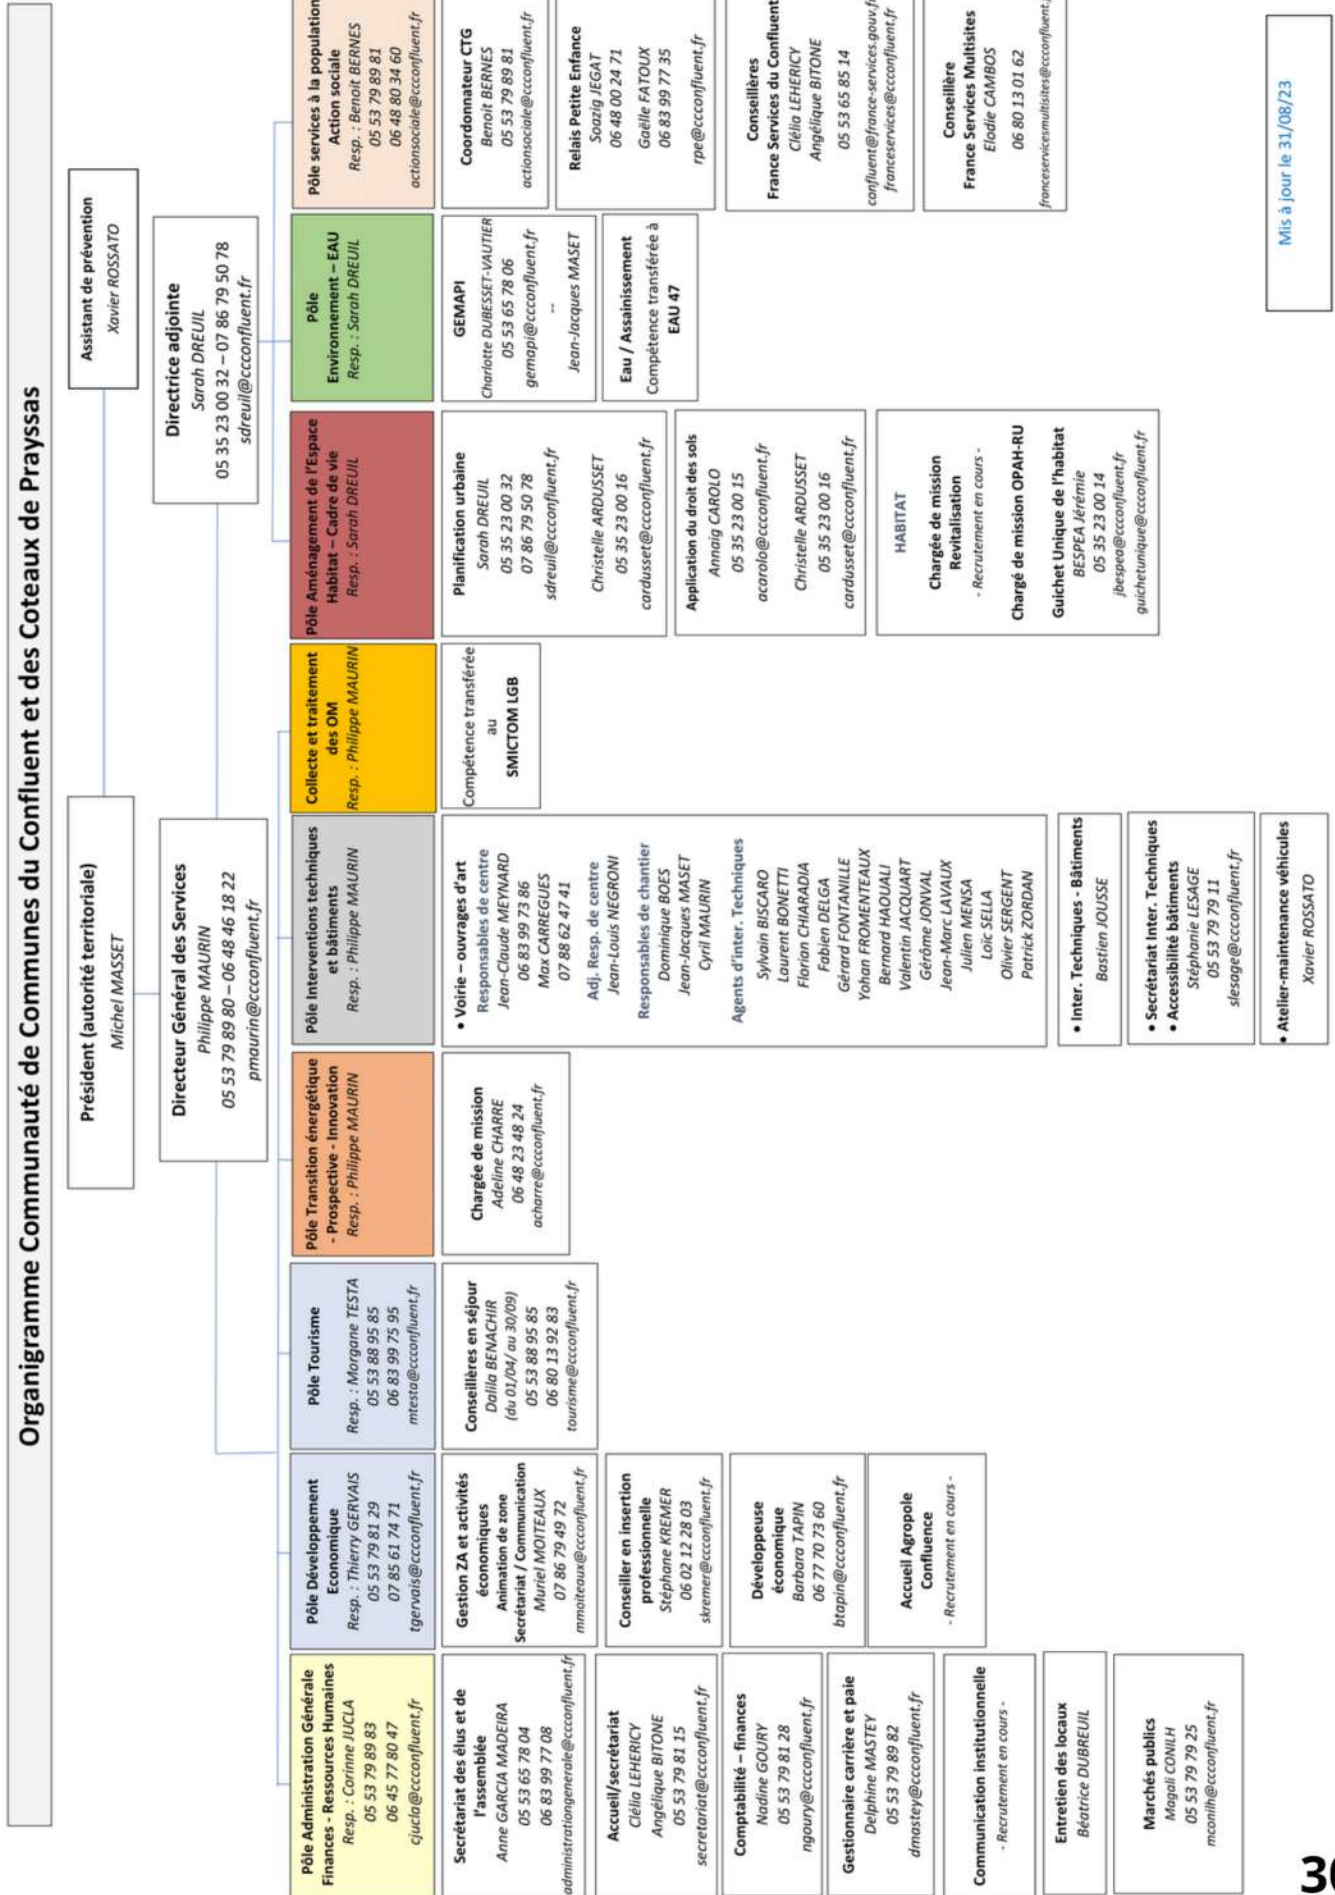 Organigramme Communauté de Communes du Confluent et des Coteaux de Prayssas
Président (autorité territoriale)
Michel MASSET
Assistant de prévention
Xavier ROSSATO
Directeur Général des Services
Philippe MAURIN
05 53 79 89 80 – 06 48 46 18 22
pmaurin@ccconfluent.fr
Directrice adjointe
Sarah DREUIL
05 35 23 00 32 – 07 86 79 50 78
sdreuil@ccconfluent.fr
Pôle Administration Générale
Finances - Ressources Humaines
Resp. : Corinne JUCLA
05 53 79 89 83
06 45 77 80 47
cjucla@ccconfluent.fr
Secrétariat des élus et de
l'assemblée
Anne GARCIA MADEIRA
05 53 65 78 04
06 83 99 77 08
administrationgenerale@ccconfluent.fr
Accueil/secrétariat
Clélia LEHERICY
Angélique BITONE
05 53 79 81 15
secretariat@ccconfluent.fr
Comptabilité – finances
Nadine GOURY
05 53 79 81 28
ngoury@ccconfluent.fr
Gestionnaire carrière et paie
Delphine MASTEY
05 53 79 89 82
dmastey@ccconfluent.fr
Communication institutionnelle
- Recrutement en cours -
Entretien des locaux
Béatrice DUBREUIL
Marchés publics
Magali CONILH
05 53 79 79 25
mconilh@ccconfluent.fr
Pôle Développement
Economique
Resp. : Thierry GERVAIS
05 53 79 81 29
07 85 61 74 71
tgervais@ccconfluent.fr
Gestion ZA et activités
économiques
Animation de zone
Secrétariat / Communication
Muriel MOITEAUX
07 86 79 49 72
mmoiteaux@ccconfluent.fr
Conseiller en insertion
professionnelle
Stéphane KREMER
06 02 12 28 03
skremer@ccconfluent.fr
Développeuse
économique
Barbara TAPIN
06 77 70 73 60
btapin@ccconfluent.fr
Accueil Agropole
Confluence
- Recrutement en cours -
Pôle Tourisme
Resp. : Morgane TESTA
05 53 88 95 85
06 83 99 75 95
mtesta@ccconfluent.fr
Conseillères en séjour
Dalila BENACHIR
(du 01/04/ au 30/09)
05 53 88 95 85
06 80 13 92 83
tourisme@ccconfluent.fr
Pôle Transition énergétique
- Prospective - Innovation
Resp. : Philippe MAURIN
Chargée de mission
Adeline CHARRE
06 48 23 48 24
acharre@ccconfluent.fr
Pôle Interventions techniques
et bâtiments
Resp. : Philippe MAURIN
• Voirie – ouvrages d'art
Responsables de centre
Jean-Claude MEYNARD
06 83 99 73 86
Max CARREGUES
07 88 62 47 41
Adj. Resp. de centre
Jean-Louis NEGRONI
Responsables de chantier
Dominique BOES
Jean-Jacques MASET
Cyril MAURIN
Agents d'inter. Techniques
Sylvain BISCARO
Laurent BONETTI
Florian CHIARADIA
Fabien DELGA
Gérard FONTANILLE
Yohan FROMENTEAUX
Bernard HAOUALI
Valentin JACQUART
Gérôme JONVAL
Jean-Marc LAVAUX
Julien MENSA
Loïc SELLA
Olivier SERGENT
Patrick ZORDAN
• Inter. Techniques - Bâtiments
Bastien JOUSSE
• Secrétariat Inter. Techniques
• Accessibilité bâtiments
Stéphanie LESAGE
05 53 79 79 11
slesage@ccconfluent.fr
• Atelier-maintenance véhicules
Xavier ROSSATO
Collecte et traitement
des OM
Resp. : Philippe MAURIN
Compétence transférée
au
SMICTOM LGB
Pôle Aménagement de l'Espace
Habitat – Cadre de vie
Resp. : Sarah DREUIL
Planification urbaine
Sarah DREUIL
05 35 23 00 32
07 86 79 50 78
sdreuil@ccconfluent.fr
Christelle ARDUSSET
05 35 23 00 16
cardusset@ccconfluent.fr
Application du droit des sols
Annaig CAROLO
05 35 23 00 15
acarolo@ccconfluent.fr
Christelle ARDUSSET
05 35 23 00 16
cardusset@ccconfluent.fr
HABITAT
Chargée de mission
Revitalisation
- Recrutement en cours -
Chargé de mission OPAH-RU
Guichet Unique de l'habitat
BESPEA Jérémie
05 35 23 00 14
jbespea@ccconfluent.fr
guichetunique@ccconfluent.fr
Pôle
Environnement – EAU
Resp. : Sarah DREUIL
GEMAPI
Charlotte DUBESSET-VAUTIER
05 53 65 78 06
gemapi@ccconfluent.fr
--
Jean-Jacques MASET
Eau / Assainissement
Compétence transférée à
EAU 47
Pôle services à la population
Action sociale
Resp. : Benoit BERNES
05 53 79 89 81
06 48 80 34 60
actionsociale@ccconfluent.fr
Coordonnateur CTG
Benoit BERNES
05 53 79 89 81
actionsociale@ccconfluent.fr
Relais Petite Enfance
Soazig JEGAT
06 48 00 24 71
Gaëlle FATOUX
06 83 99 77 35
rpe@ccconfluent.fr
Conseillères
France Services du Confluent
Clélia LEHERICY
Angélique BITONE
05 53 65 85 14
confluent@france-services.gouv.f
franceservices@ccconfluent.fr
Conseillère
France Services Multisites
Elodie CAMBOS
06 80 13 01 62
franceservicesmultisites@ccconfluent.
Mis à jour le 31/08/23